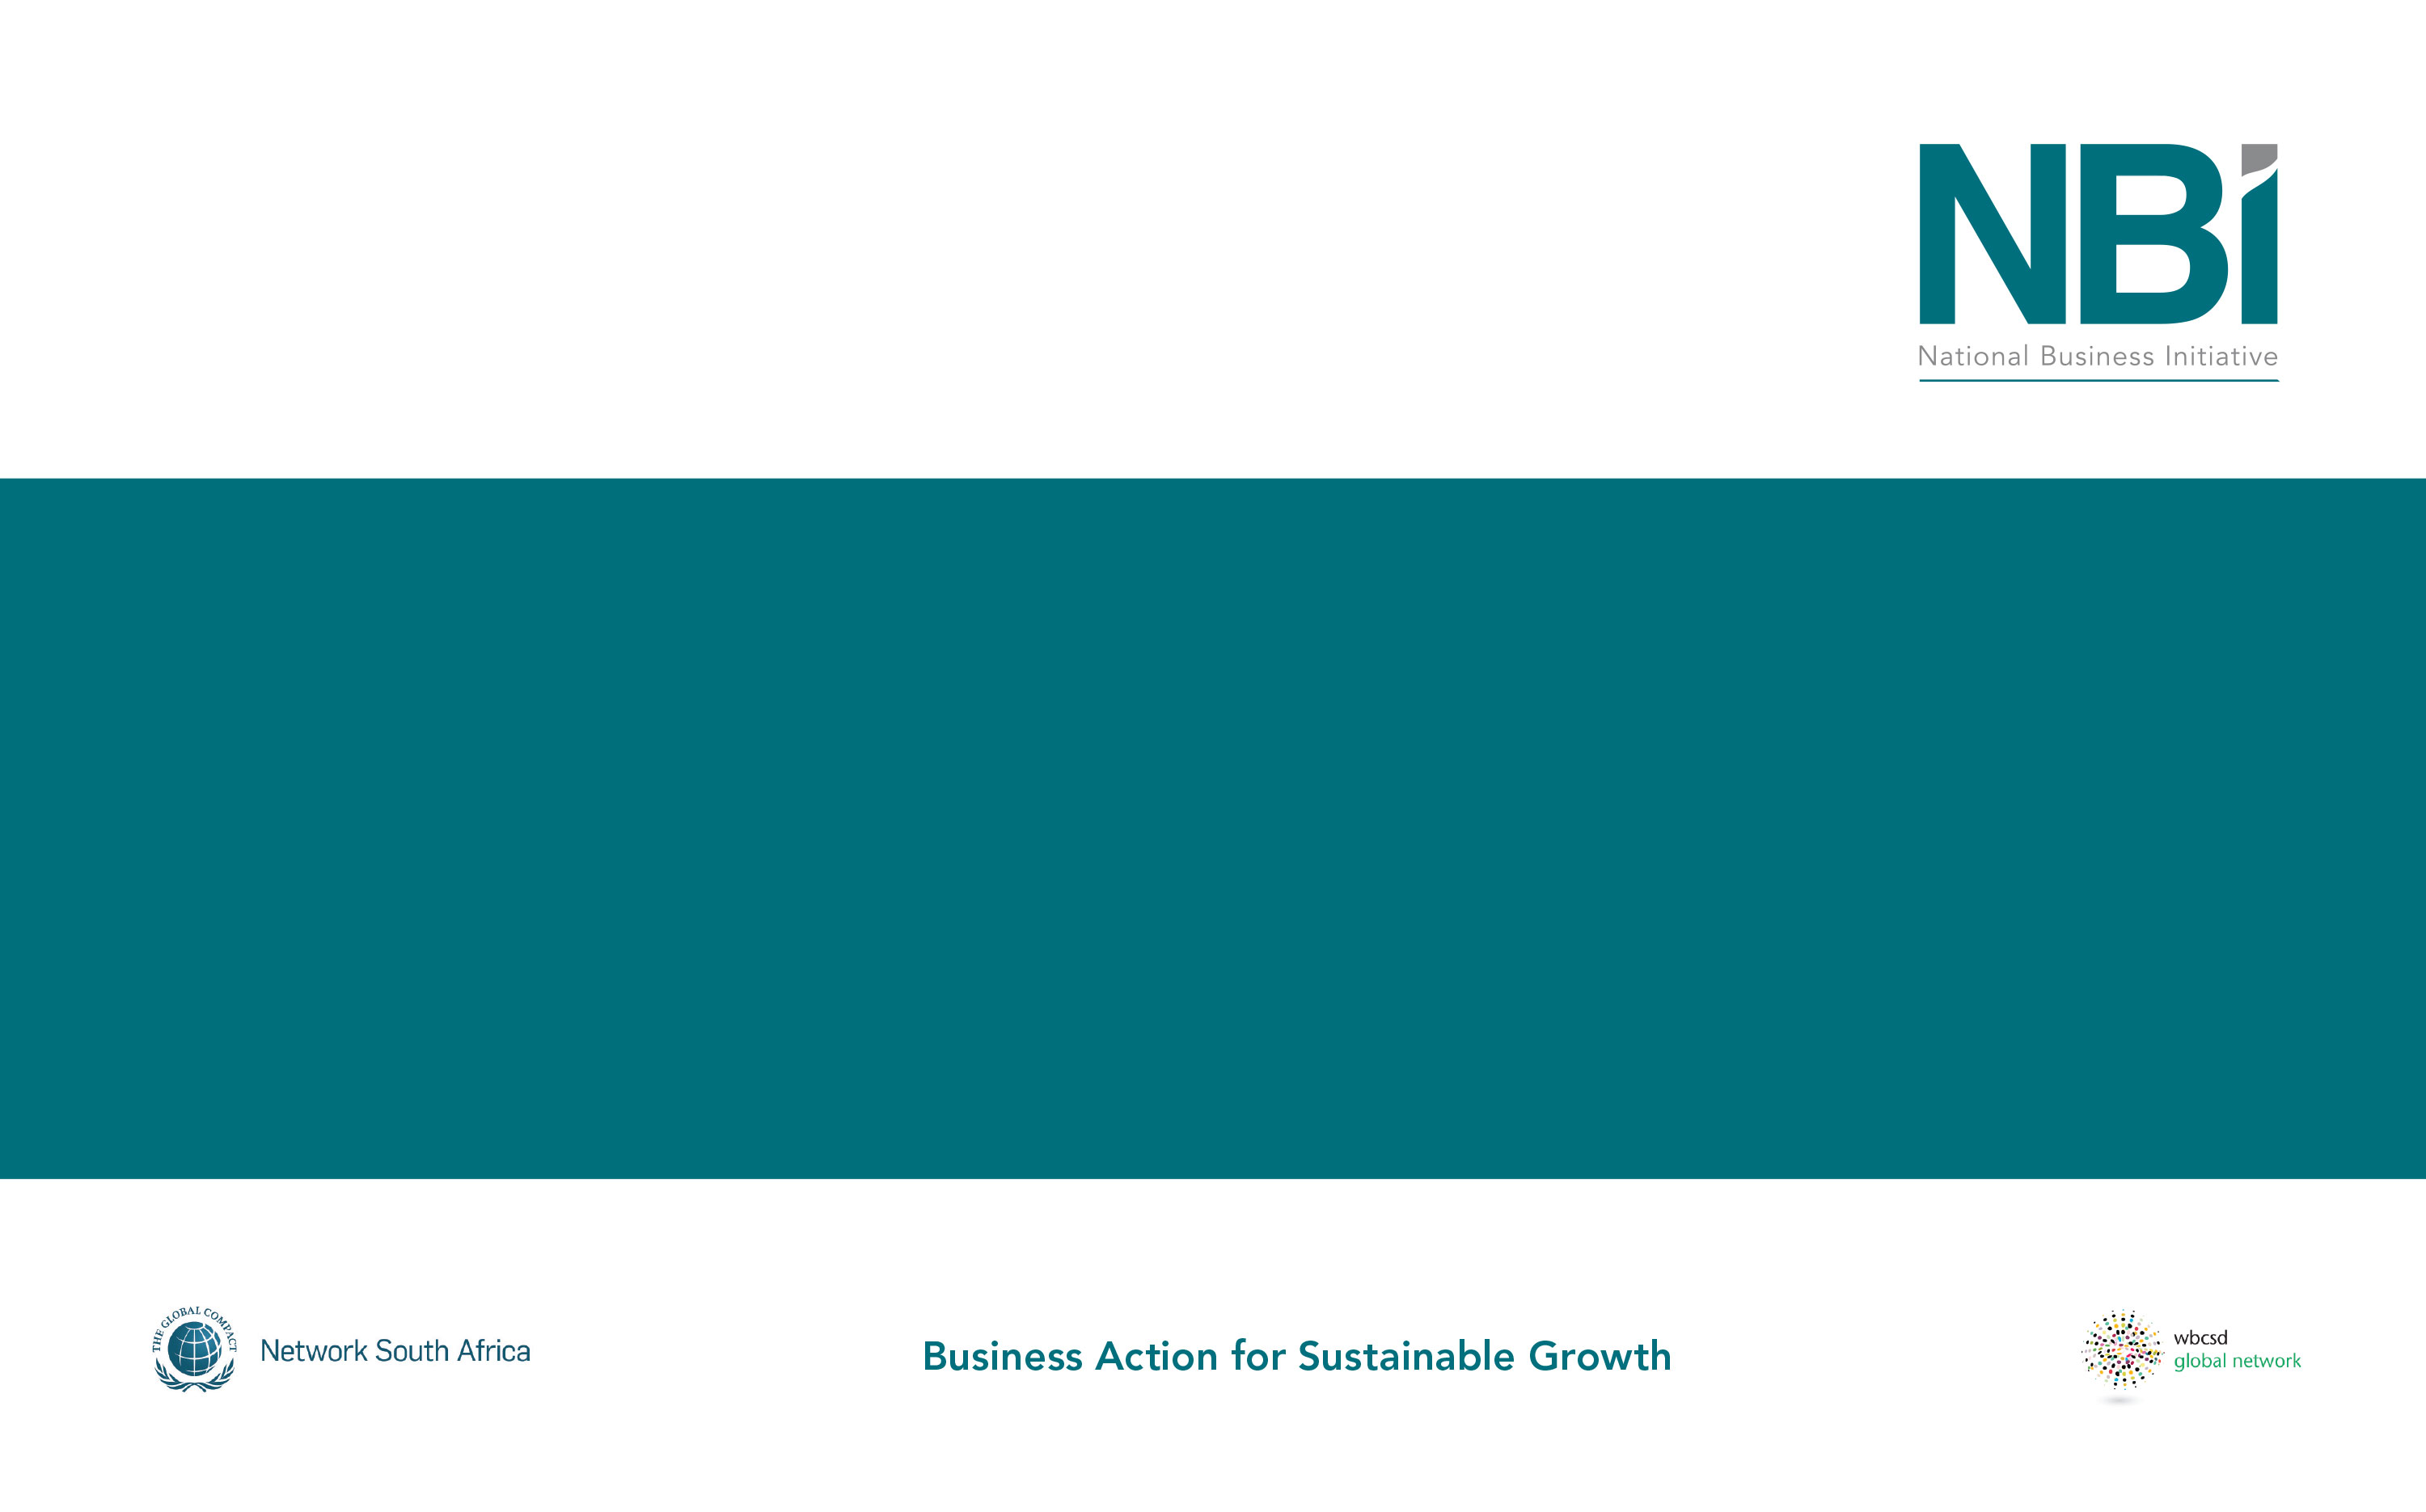 NBi
National Business Initiative
THE GLOBAL COMPACT
Network South Africa
Business Action for Sustainable Growth
wbcsd
global network